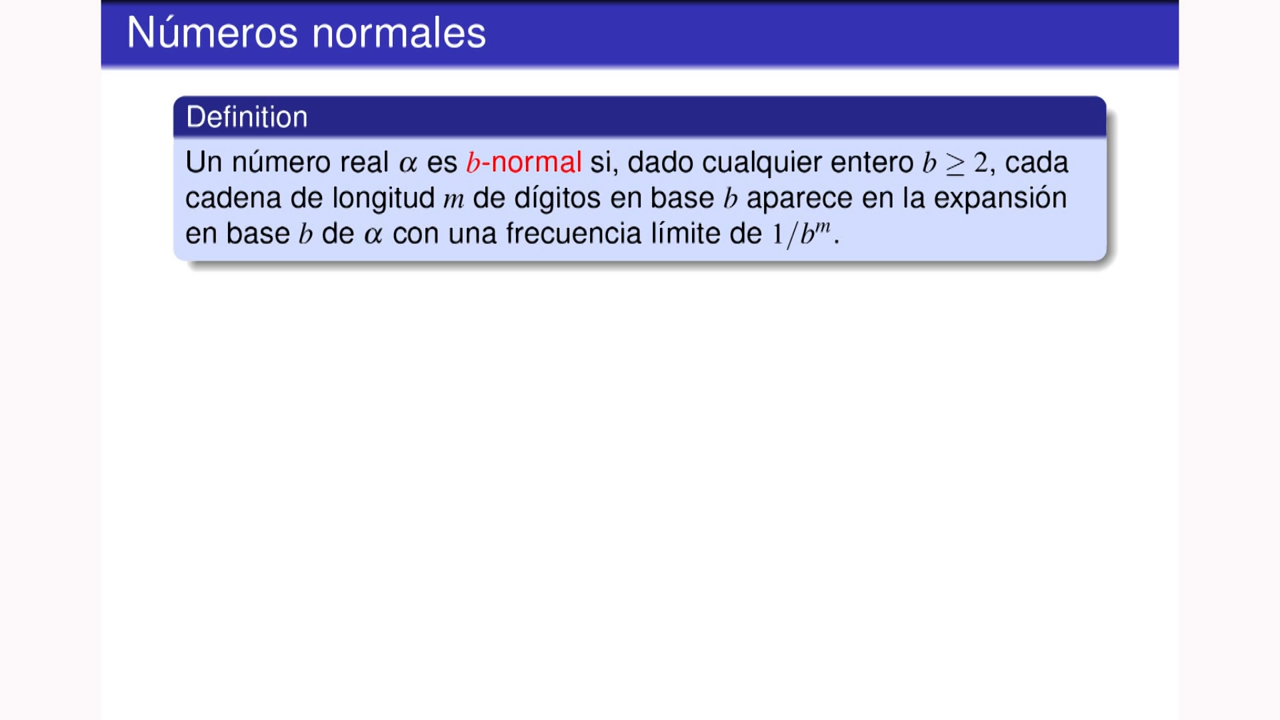 Números normales
Definition
Un número real α es b-normal si, dado cualquier entero b ≥ 2, cada
cadena de longitud m de dígitos en base b aparece en la expansión
en base b de α con una frecuencia límite de 1/bᵐ.